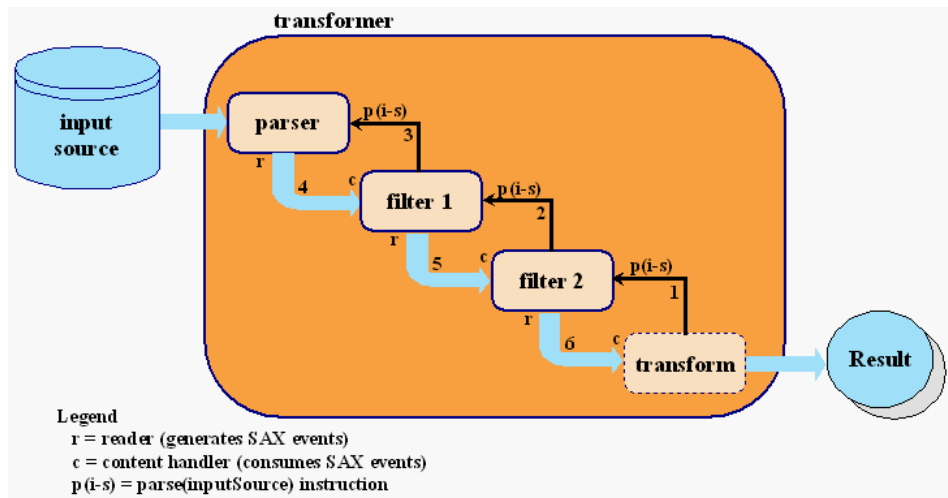 transformer
input
source
parser
p(i-s)
3
r
4
c
filter 1
p(i-s)
2
r
5
c
filter 2
p(i-s)
1
r
6
c
transform
Result
Legend
r = reader (generates SAX events)
c = content handler (consumes SAX events)
p(i-s) = parse(inputSource) instruction